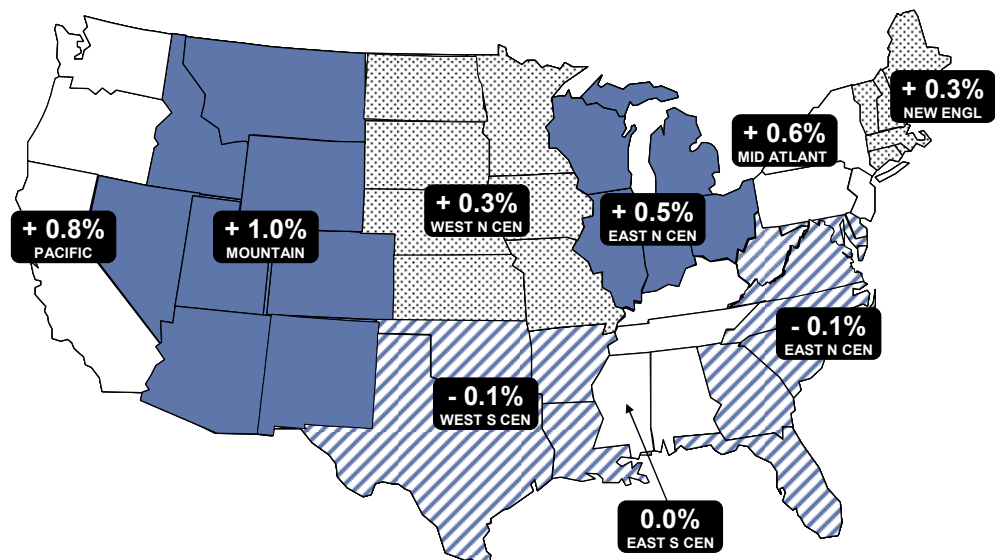 + 0.3%
NEW ENGL
+ 0.6%
MID ATLANT
+ 0.3%
WEST N CEN
+ 0.5%
EAST N CEN
+ 0.8%
PACIFIC
+ 1.0%
MOUNTAIN
- 0.1%
EAST N CEN
- 0.1%
WEST S CEN
0.0%
EAST S CEN